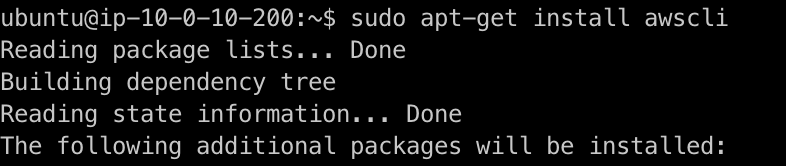 ubuntu@ip-10-0-10-200:~$ sudo apt-get install awscli
Reading package lists... Done
Building dependency tree
Reading state information... Done
The following additional packages will be installed: